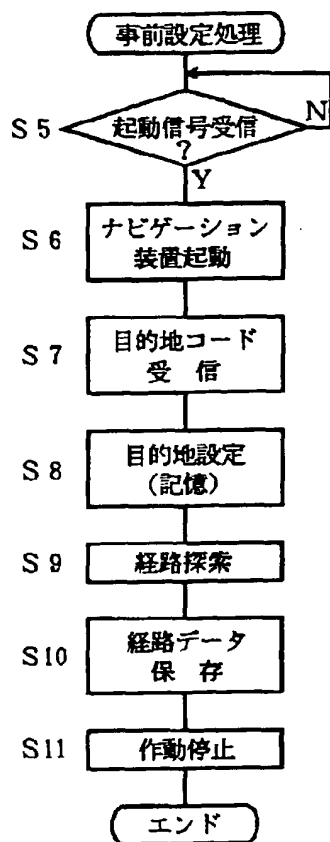 事前設定処理
S5
起動信号受信
?
N
Y
S6
ナビゲーション
装置起動
S7
目的地コード
受 信
S8
目的地設定
(記憶)
S9
経路探索
S10
経路データ
保 存
S11
作動停止
エンド